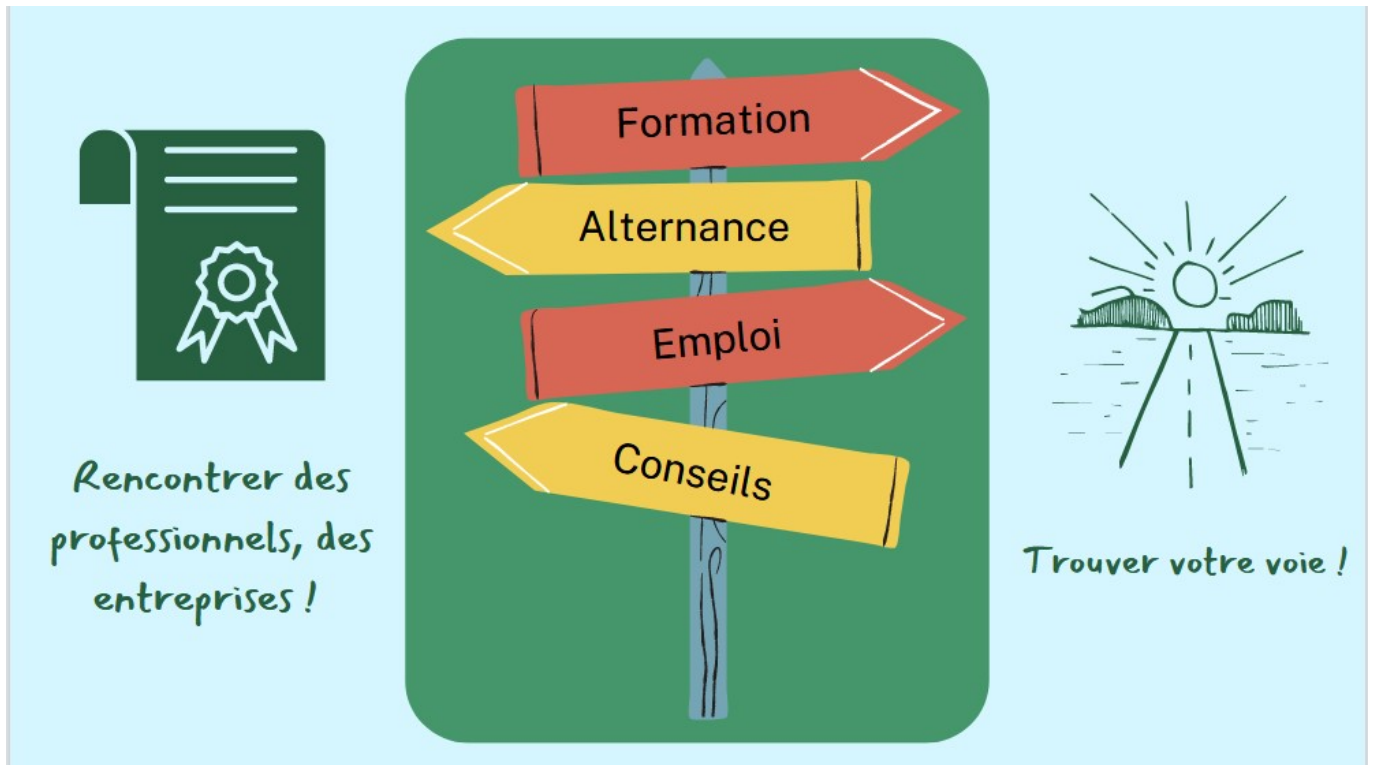 Formation
Alternance
Emploi
Conseils
Rencontrer des
professionnels, des
entreprises !
Trouver votre voie !